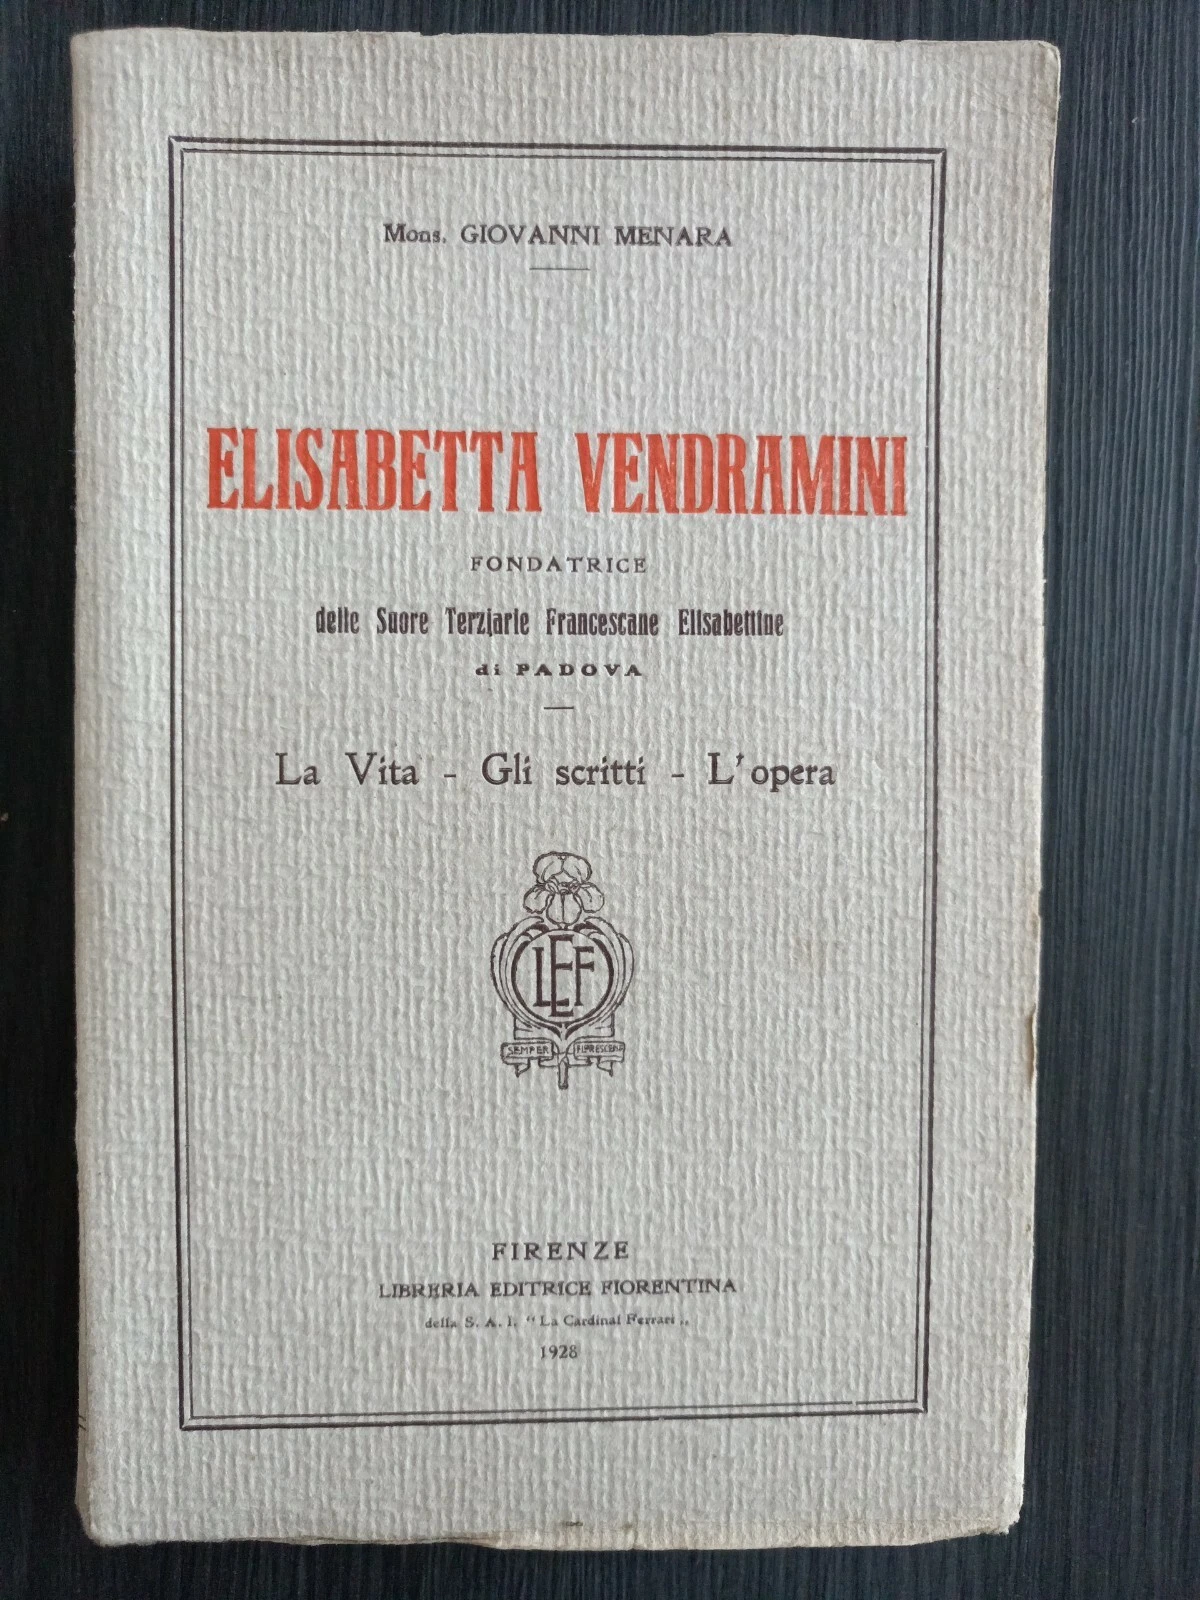 Mons. GIOVANNI MENARA
ELISABETTA VENDRAMINI
FONDATRICE
delle Suore Terziarie Francescane Elisabettine
di PADOVA
La Vita - Gli scritti - L'opera
LEF
SEMPER FLORESCENS
FIRENZE
LIBRERIA EDITRICE FIORENTINA
della S. A. I. “La Cardinal Ferrari„
1928